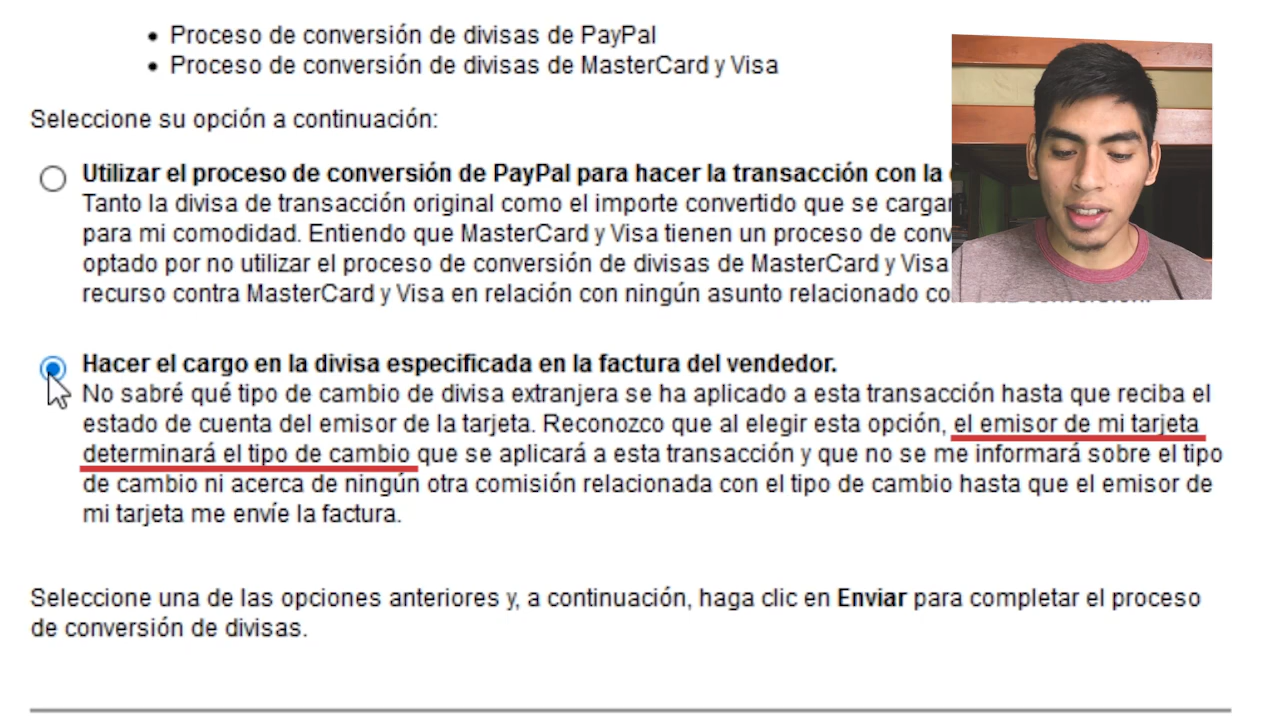 Proceso de conversión de divisas de PayPal
Proceso de conversión de divisas de MasterCard y Visa
Seleccione su opción a continuación:
Utilizar el proceso de conversión de PayPal para hacer la transacción con la
Tanto la divisa de transacción original como el importe convertido que se
para mi comodidad. Entiendo que MasterCard y Visa tienen un proceso de
optado por no utilizar el proceso de conversión de divisas de MasterCard y Visa
recurso contra MasterCard y Visa en relación con ningún asunto relacionado
Hacer el cargo en la divisa especificada en la factura del vendedor.
No sabré qué tipo de cambio de divisa extranjera se ha aplicado a esta transacción hasta que reciba el
estado de cuenta del emisor de la tarjeta. Reconozco que al elegir esta opción, el emisor de mi tarjeta
determinará el tipo de cambio que se aplicará a esta transacción y que no se me informará sobre el tipo
de cambio ni acerca de ningún otra comisión relacionada con el tipo de cambio hasta que el emisor de
mi tarjeta me envíe la factura.
Seleccione una de las opciones anteriores y, a continuación, haga clic en Enviar para completar el proceso
de conversión de divisas.